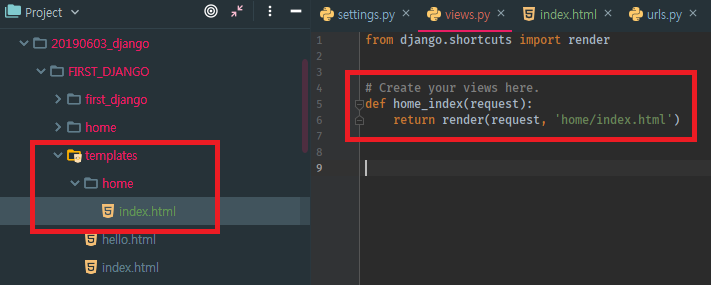 Project
20190603_django
FIRST_DJANGO
first_django
home
templates
home
index.html
hello.html
index.html
settings.py
views.py
index.html
urls.py
1 from django.shortcuts import render
2
3
4 # Create your views here.
5 def home_index(request):
6 return render(request, 'home/index.html')
7
8
9